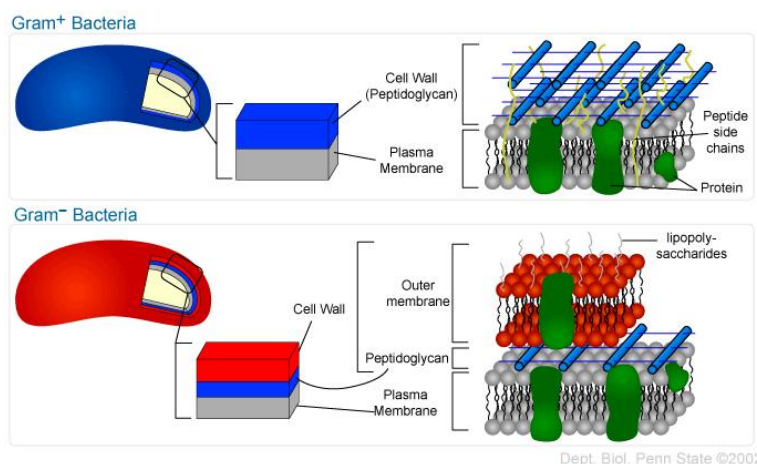 Gram+ Bacteria
Cell Wall
(Peptidoglycan)
Plasma
Membrane
Peptide
side
chains
Protein
Gram− Bacteria
lipopoly-
saccharides
Outer
membrane
Cell Wall
Peptidoglycan
Plasma
Membrane
Dept. Biol. Penn State ©2002